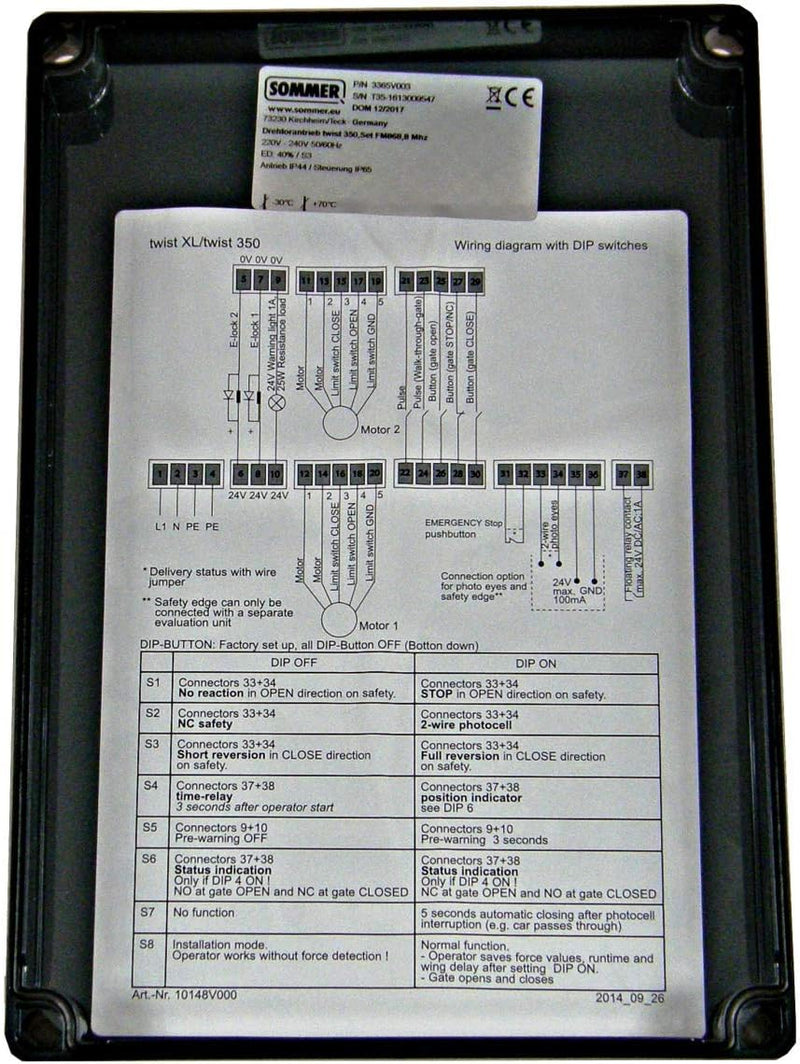 SOMMER
P/N 3365V003
S/N T35-1613009547
www.sommer.eu DOM 12/2017
73230 Kirchheim/Teck · Germany
Drehtorantrieb twist 350,Set FM868,8 Mhz
220V - 240V 50/60Hz
ED: 40% / S3
Antrieb IP44 / Steuerung IP65
-30°C +70°C
CE
twist XL/twist 350
Wiring diagram with DIP switches
0V 0V 0V
5 7 9
11 13 15 17 19
21 23 25 27 29
1 2 3 4 5
E-lock 2
E-lock 1
24V Warning light 1A,
25W Resistance load
Motor
Motor
Limit switch CLOSE
Limit switch OPEN
Limit switch GND
Pulse
Pulse (Walk-through-gate)
Button (gate open)
Button (gate STOP/NC)
Button (gate CLOSE)
+ +
Motor 2
1 2 3 4
6 8 10
12 14 16 18 20
22 24 26 28 30
31 32 33 34 35 36
37 38
24V 24V 24V
1 2 3 4 5
L1 N PE PE
Motor
Motor
Limit switch CLOSE
Limit switch OPEN
Limit switch GND
EMERGENCY Stop
pushbutton
2-wire
photo eyes
Floating relay contact
max. 24V DC/AC:1A
Connection option
for photo eyes and
safety edge**
24V
max. GND
100mA
* Delivery status with wire
jumper
** Safety edge can only be
connected with a separate
evaluation unit
Motor 1
DIP-BUTTON: Factory set up, all DIP-Button OFF (Botton down)
DIP OFF
DIP ON
S1
Connectors 33+34
No reaction in OPEN direction on safety.
Connectors 33+34
STOP in OPEN direction on safety.
S2
Connectors 33+34
NC safety
Connectors 33+34
2-wire photocell
S3
Connectors 33+34
Short reversion in CLOSE direction
on safety.
Connectors 33+34
Full reversion in CLOSE direction
on safety.
S4
Connectors 37+38
time-relay
3 seconds after operator start
Connectors 37+38
position indicator
see DIP 6
S5
Connectors 9+10
Pre-warning OFF
Connectors 9+10
Pre-warning 3 seconds
S6
Connectors 37+38
Status indication
Only if DIP 4 ON !
NO at gate OPEN and NC at gate CLOSED
Connectors 37+38
Status indication
Only if DIP 4 ON !
NC at gate OPEN and NO at gate CLOSED
S7
No function
5 seconds automatic closing after photocell
interruption (e.g. car passes through)
S8
Installation mode.
Operator works without force detection !
Normal function.
- Operator saves force values, runtime and
wing delay after setting DIP ON.
- Gate opens and closes
Art.-Nr. 10148V000
2014_09_26